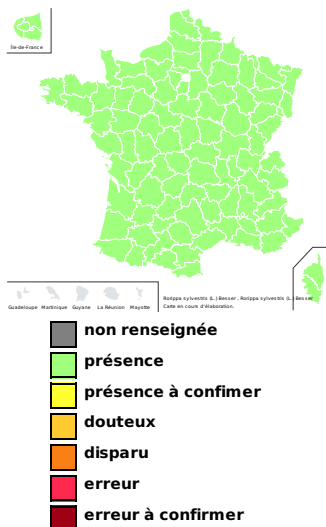 Île-de-France
Guadeloupe Martinique Guyane La Réunion Mayotte
Rorippa sylvestris (L.) Besser , Rorippa sylvestris (L.) Besser
Carte en cours d'élaboration.
non renseignée
présence
présence à confimer
douteux
disparu
erreur
erreur à confirmer